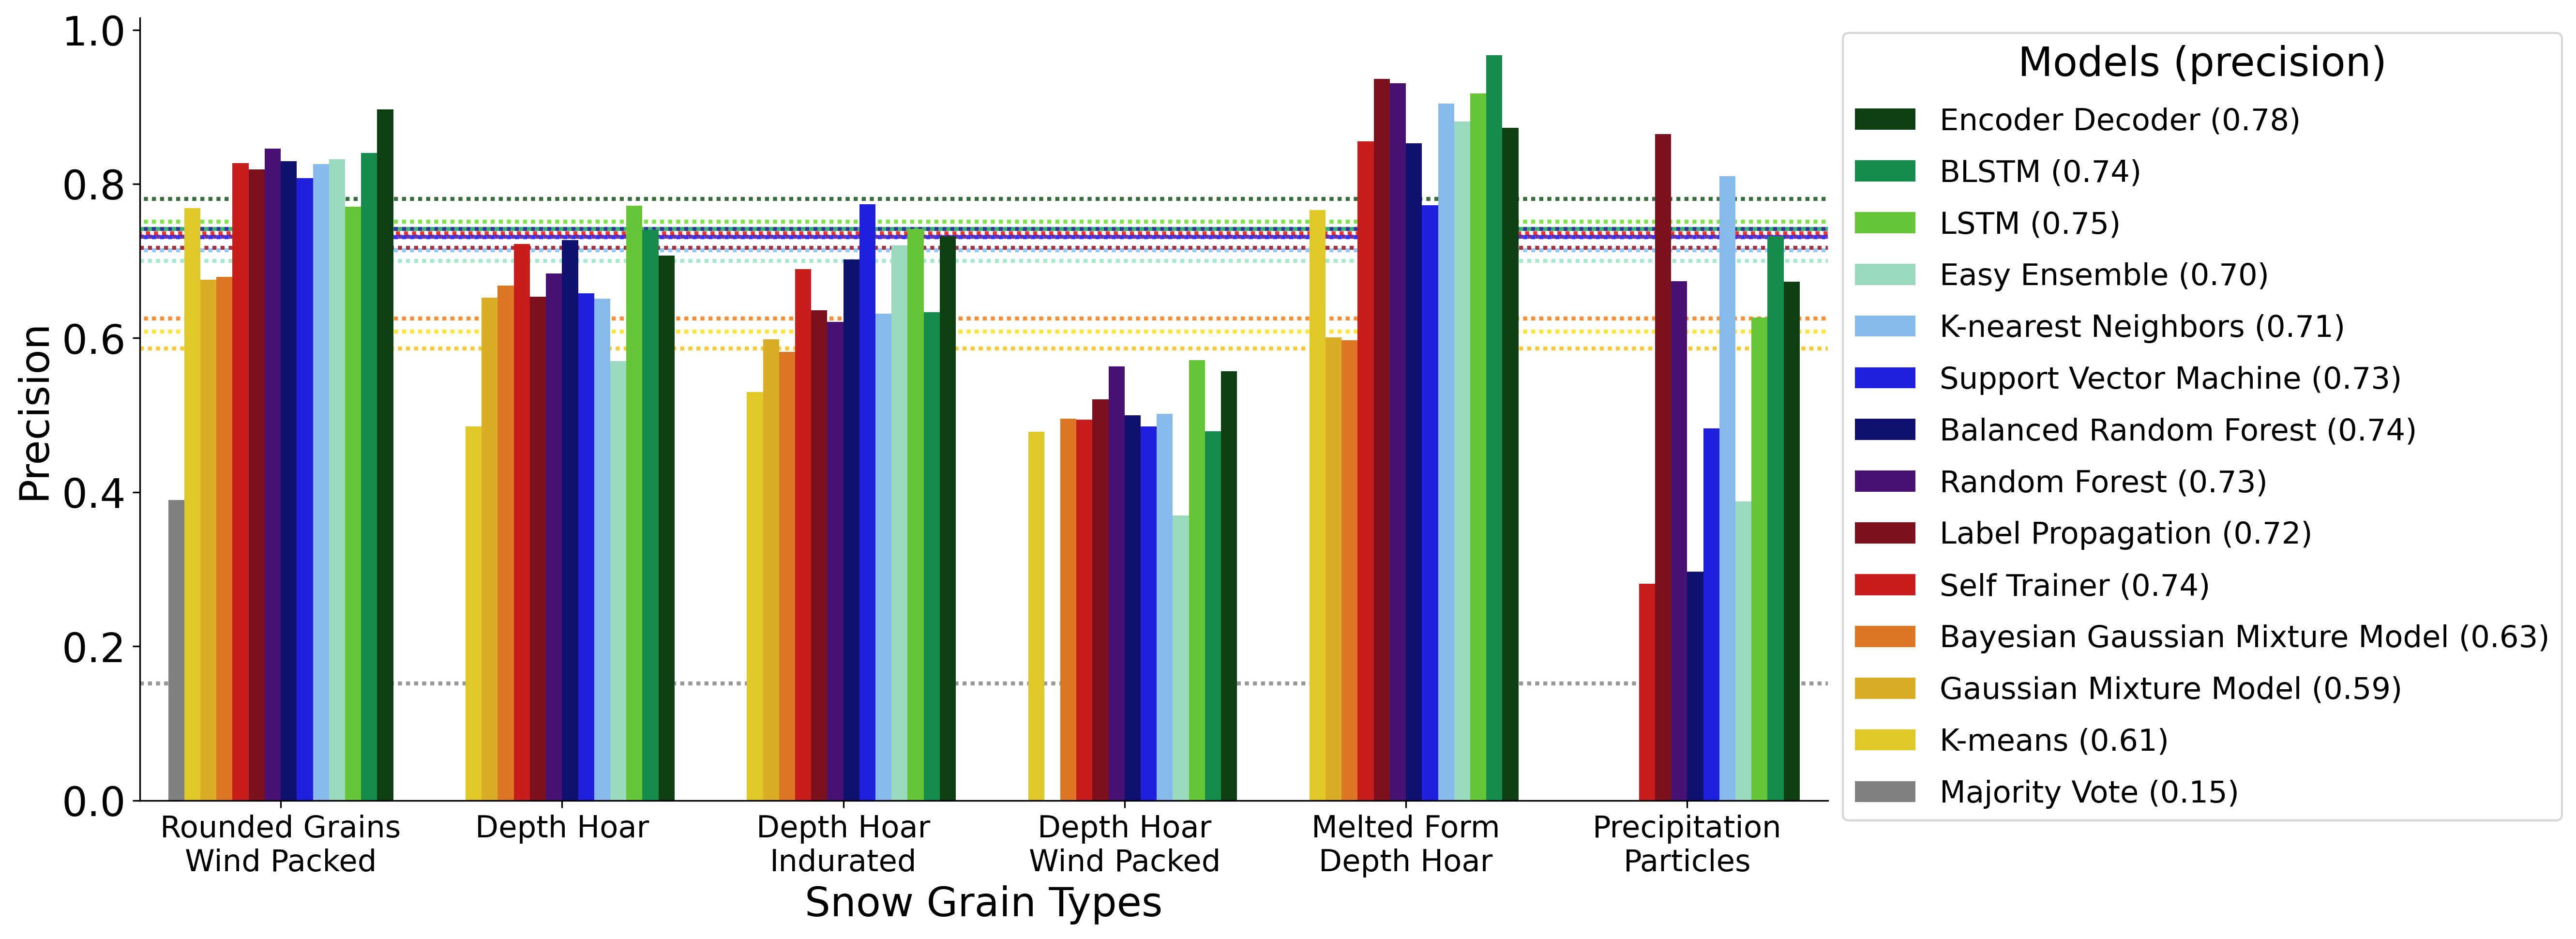 1.0
0.8
0.6
0.4
0.2
0.0
Precision
Rounded Grains
Wind Packed
Depth Hoar
Depth Hoar
Indurated
Depth Hoar
Wind Packed
Melted Form
Depth Hoar
Precipitation
Particles
Snow Grain Types
Models (precision)
Encoder Decoder (0.78)
BLSTM (0.74)
LSTM (0.75)
Easy Ensemble (0.70)
K-nearest Neighbors (0.71)
Support Vector Machine (0.73)
Balanced Random Forest (0.74)
Random Forest (0.73)
Label Propagation (0.72)
Self Trainer (0.74)
Bayesian Gaussian Mixture Model (0.63)
Gaussian Mixture Model (0.59)
K-means (0.61)
Majority Vote (0.15)